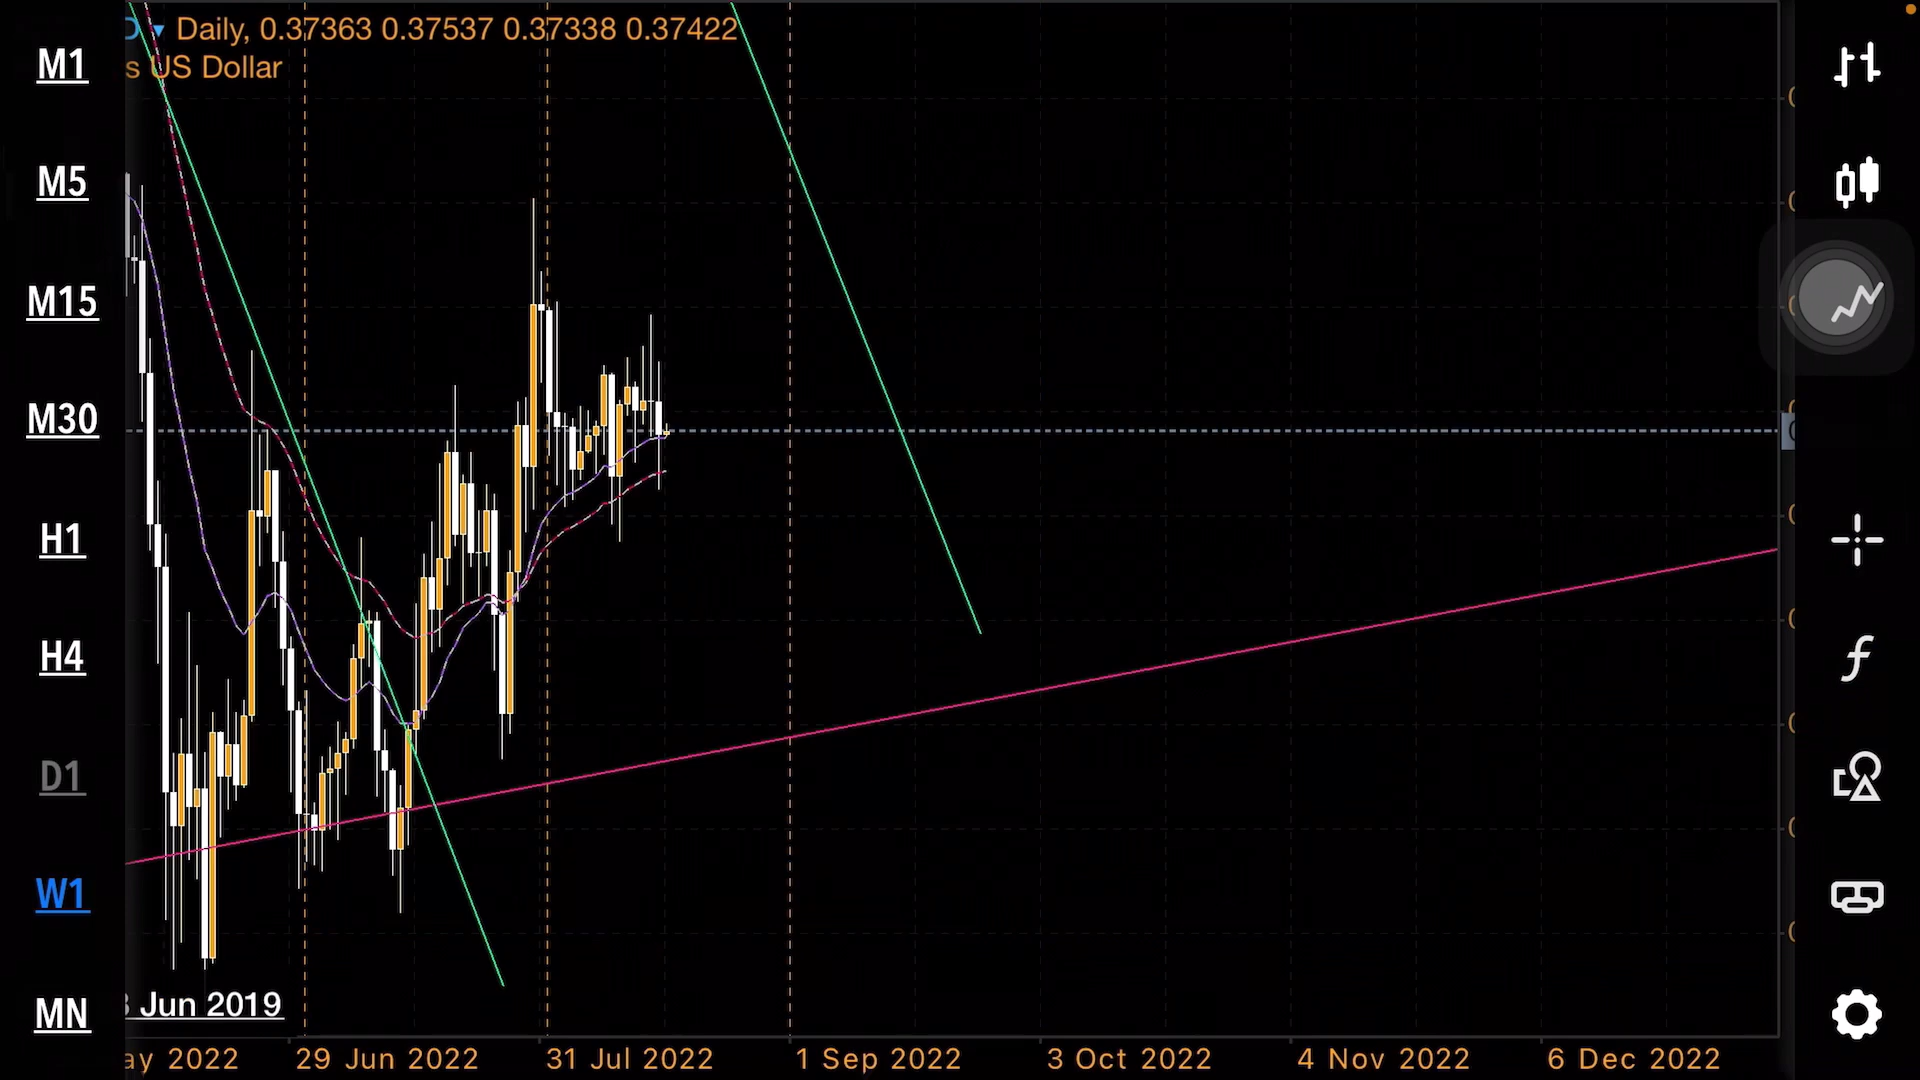 Daily, 0.37363 0.37537 0.37338 0.37422
s US Dollar
M1
M5
M15
M30
H1
H4
D1
W1
MN
Jun 2019
ay 2022 29 Jun 2022 31 Jul 2022 1 Sep 2022 3 Oct 2022 4 Nov 2022 6 Dec 2022